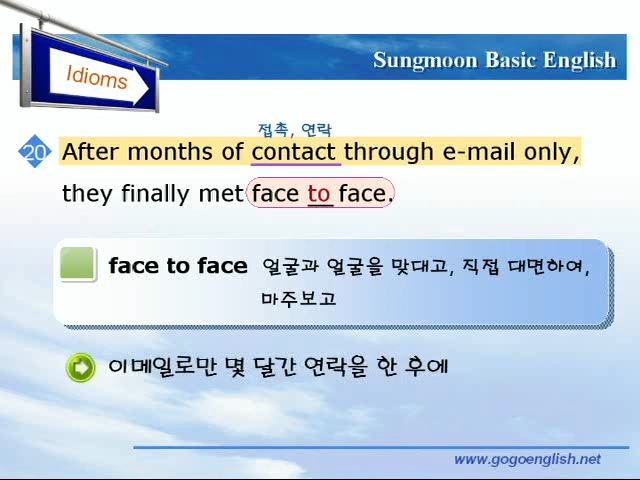 Idioms
Sungmoon Basic English
접촉, 연락
20 After months of contact through e-mail only,
they finally met face to face.
face to face 얼굴과 얼굴을 맞대고, 직접 대면하여,
마주보고
이메일로만 몇 달간 연락을 한 후에
www.gogoenglish.net